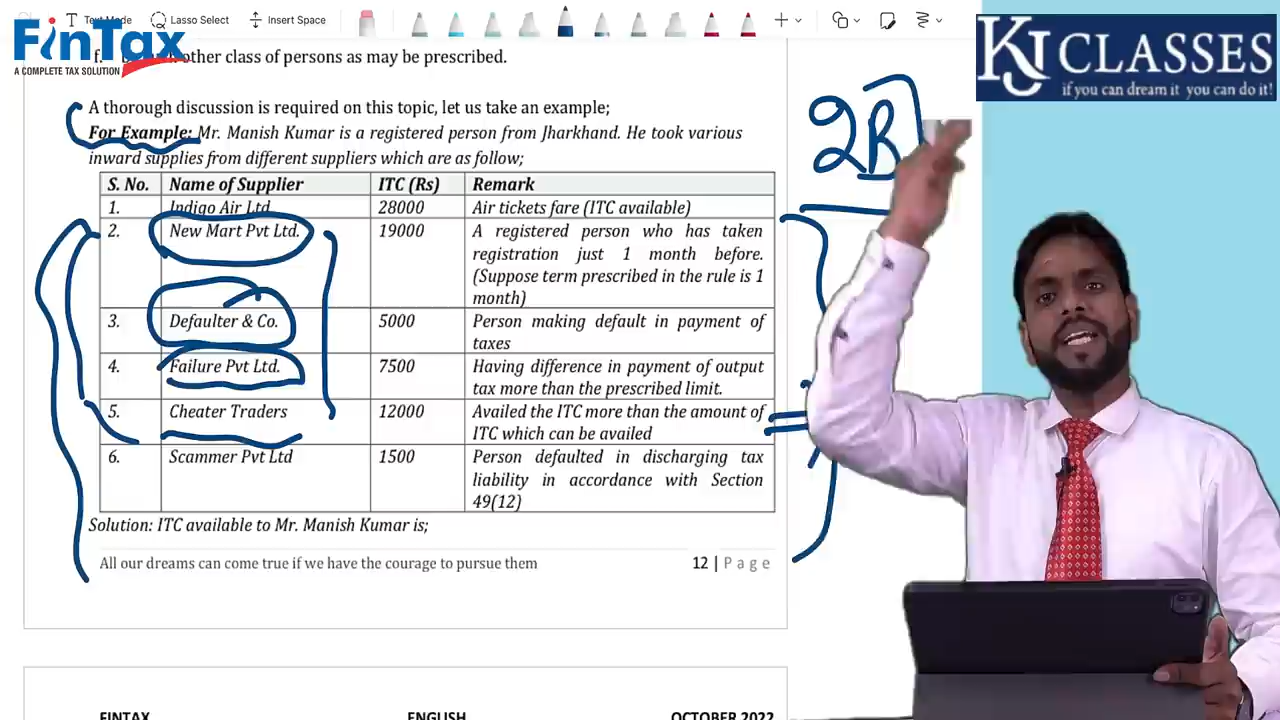 Text Mode Lasso Select Insert Space
FinTax
A COMPLETE TAX SOLUTION
KJ CLASSES
if you can dream it you can do it!
other class of persons as may be prescribed.
A thorough discussion is required on this topic, let us take an example;
For Example: Mr. Manish Kumar is a registered person from Jharkhand. He took various
inward supplies from different suppliers which are as follow;
2B
S. No. Name of Supplier ITC (Rs) Remark
1. Indigo Air Ltd 28000 Air tickets fare (ITC available)
2. New Mart Pvt Ltd. 19000 A registered person who has taken
registration just 1 month before.
(Suppose term prescribed in the rule is 1
month)
3. Defaulter & Co. 5000 Person making default in payment of
taxes
4. Failure Pvt Ltd. 7500 Having difference in payment of output
tax more than the prescribed limit.
5. Cheater Traders 12000 Availed the ITC more than the amount of
ITC which can be availed
6. Scammer Pvt Ltd 1500 Person defaulted in discharging tax
liability in accordance with Section
49(12)
Solution: ITC available to Mr. Manish Kumar is;
All our dreams can come true if we have the courage to pursue them 12 | Page
FINTAX ENGLISH OCTOBER 2022